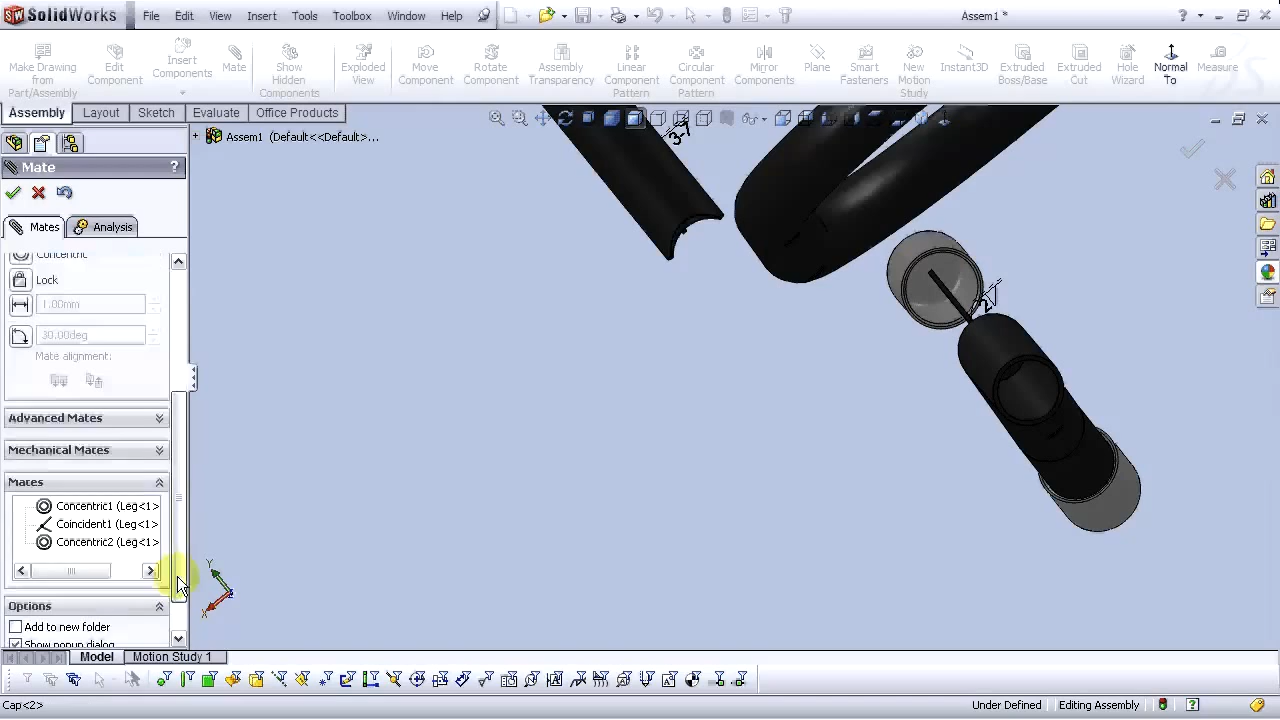 SolidWorks File Edit View Insert Tools Toolbox Window Help Assem1 * ?
Make Drawing from Part/Assembly
Edit Component
Insert Components
Mate
Show Hidden Components
Exploded View
Move Component
Rotate Component
Assembly Transparency
Linear Component Pattern
Circular Component Pattern
Mirror Components
Plane
Smart Fasteners
New Motion Study
Instant3D
Extruded Boss/Base
Extruded Cut
Hole Wizard
Normal To
Measure
Assembly Layout Sketch Evaluate Office Products
Assem1 (Default<<Default>...
Mate ?
Mates Analysis
Concentric
Lock
1.00mm
30.00deg
Mate alignment:
Advanced Mates
Mechanical Mates
Mates
Concentric1 (Leg<1>
Coincident1 (Leg<1>
Concentric2 (Leg<1>
Options
Add to new folder
Show popup dialog
Y
X
Z
Model Motion Study 1
Cap<2> Under Defined Editing Assembly ?